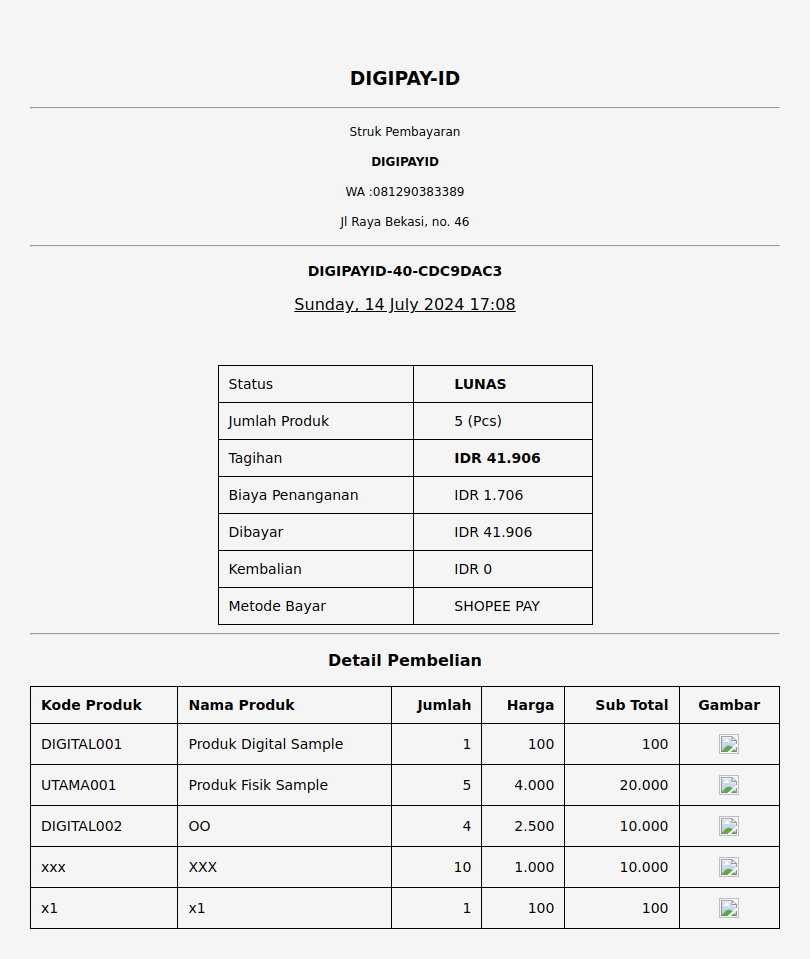 DIGIPAY-ID
Struk Pembayaran
DIGIPAYID
WA :081290383389
Jl Raya Bekasi, no. 46
DIGIPAYID-40-CDC9DAC3
Sunday, 14 July 2024 17:08
Status LUNAS
Jumlah Produk 5 (Pcs)
Tagihan IDR 41.906
Biaya Penanganan IDR 1.706
Dibayar IDR 41.906
Kembalian IDR 0
Metode Bayar SHOPEE PAY
Detail Pembelian
Kode Produk Nama Produk Jumlah Harga Sub Total Gambar
DIGITAL001 Produk Digital Sample 1 100 100
UTAMA001 Produk Fisik Sample 5 4.000 20.000
DIGITAL002 OO 4 2.500 10.000
xxx XXX 10 1.000 10.000
x1 x1 1 100 100